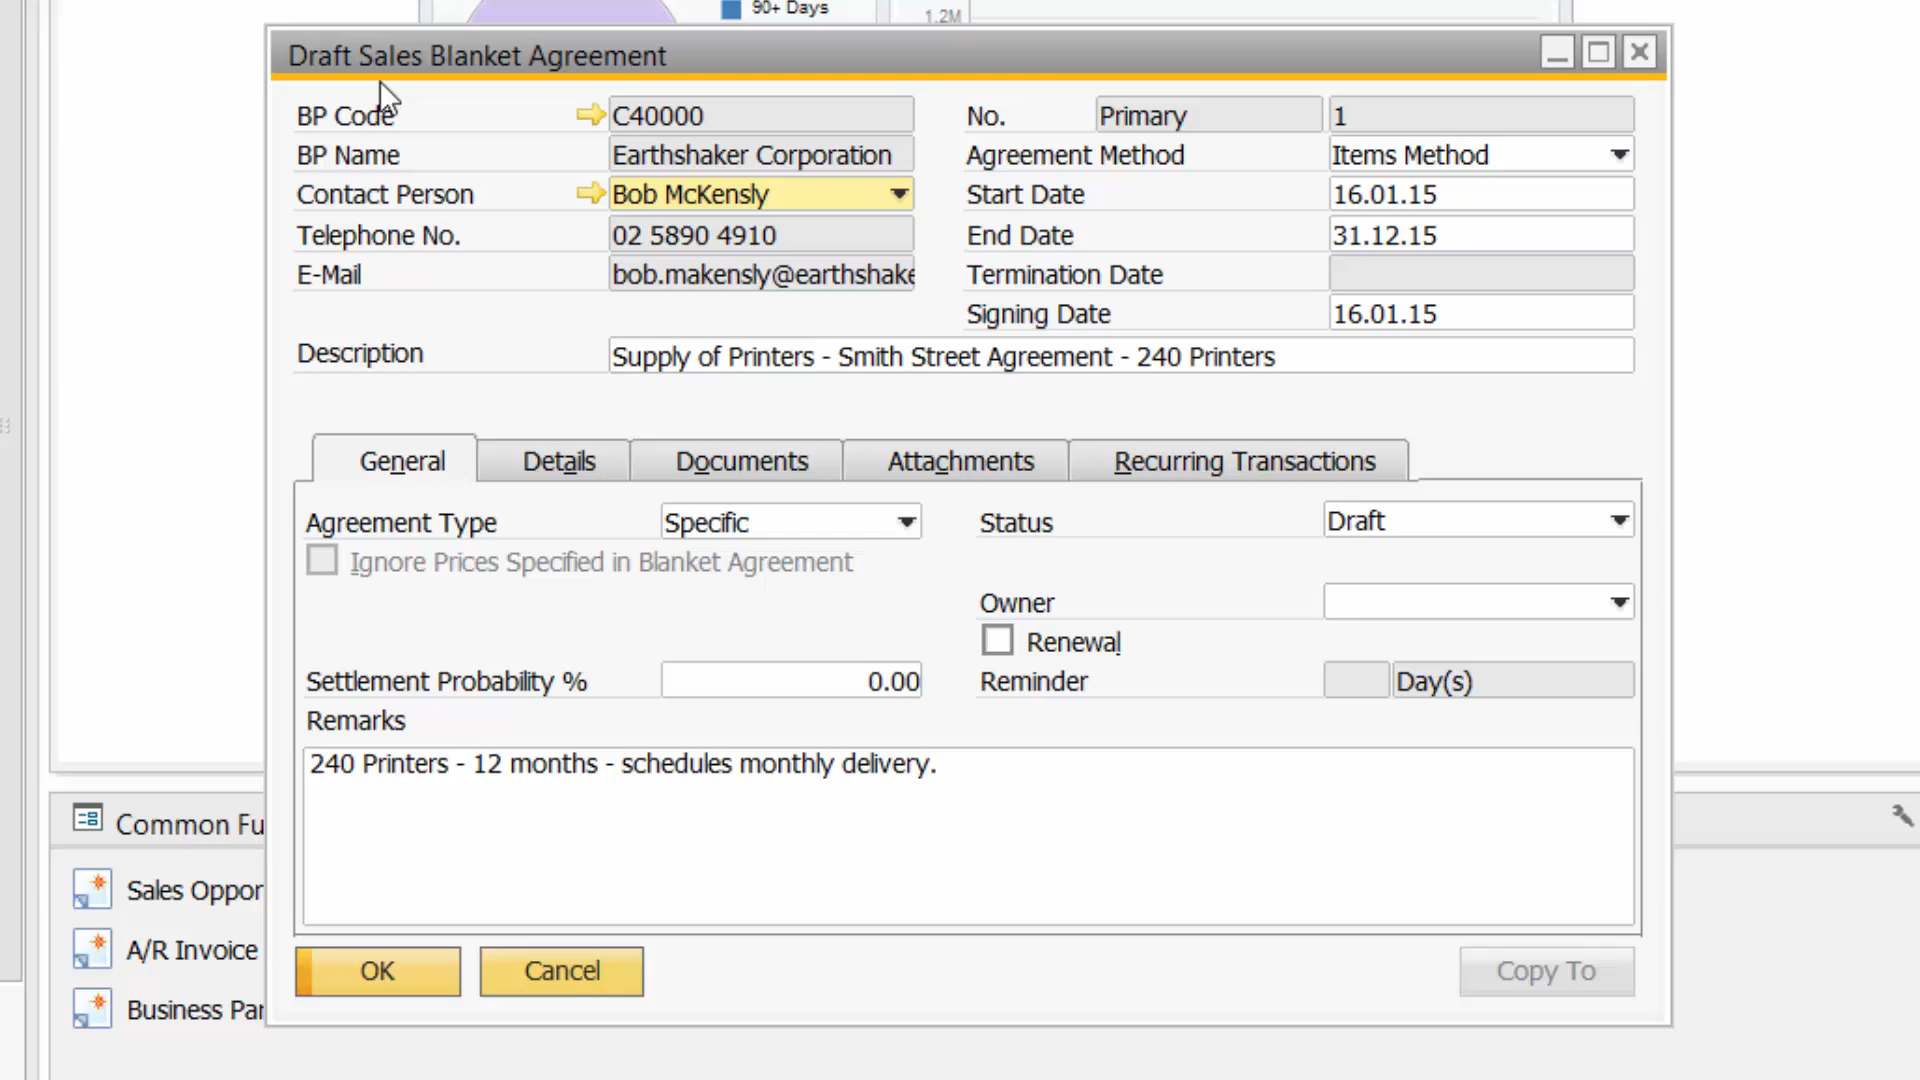 90+ Days
1.2M
Draft Sales Blanket Agreement
BP Code C40000 No. Primary 1
BP Name Earthshaker Corporation Agreement Method Items Method
Contact Person Bob McKensly Start Date 16.01.15
Telephone No. 02 5890 4910 End Date 31.12.15
E-Mail bob.makensly@earthshake Termination Date
Signing Date 16.01.15
Description Supply of Printers - Smith Street Agreement - 240 Printers
General Details Documents Attachments Recurring Transactions
Agreement Type Specific Status Draft
Ignore Prices Specified in Blanket Agreement
Owner
Renewal
Settlement Probability % 0.00 Reminder Day(s)
Remarks
240 Printers - 12 months - schedules monthly delivery.
Common Fu
Sales Oppor
A/R Invoice
OK Cancel Copy To
Business Par